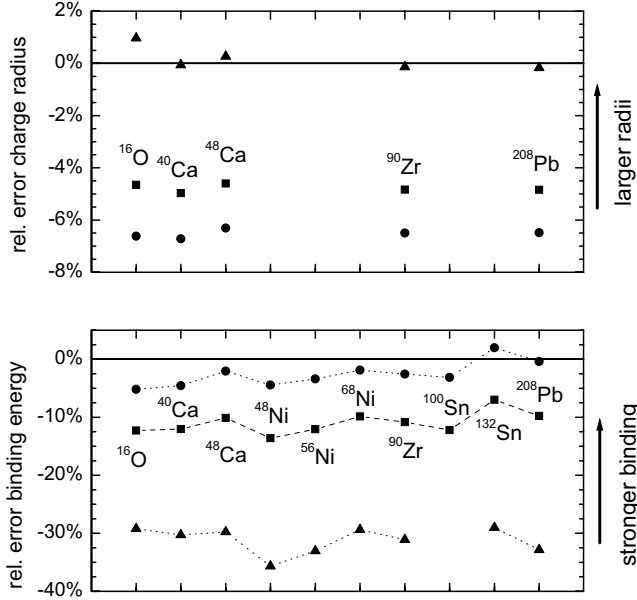 2%
0%
-2%
-4%
-6%
-8%
rel. error charge radius
¹⁶O
⁴⁰Ca
⁴⁸Ca
⁹⁰Zr
²⁰⁸Pb
larger radii
0%
-10%
-20%
-30%
-40%
rel. error binding energy
¹⁶O
⁴⁰Ca
⁴⁸Ca
⁴⁸Ni
⁵⁶Ni
⁶⁸Ni
⁹⁰Zr
¹⁰⁰Sn
¹³²Sn
²⁰⁸Pb
stronger binding